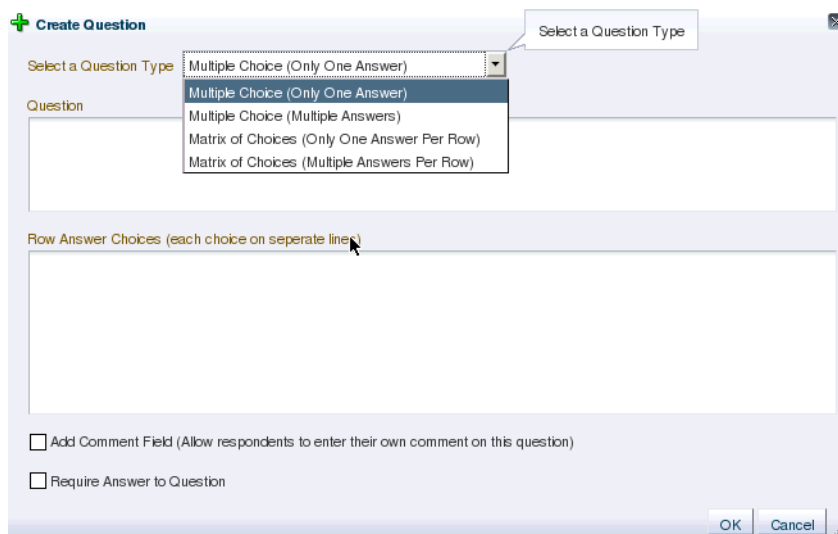 Create Question
Select a Question Type
Select a Question Type Multiple Choice (Only One Answer)
Multiple Choice (Only One Answer)
Multiple Choice (Multiple Answers)
Matrix of Choices (Only One Answer Per Row)
Matrix of Choices (Multiple Answers Per Row)
Question
Row Answer Choices (each choice on seperate lines)
Add Comment Field (Allow respondents to enter their own comment on this question)
Require Answer to Question
OK Cancel